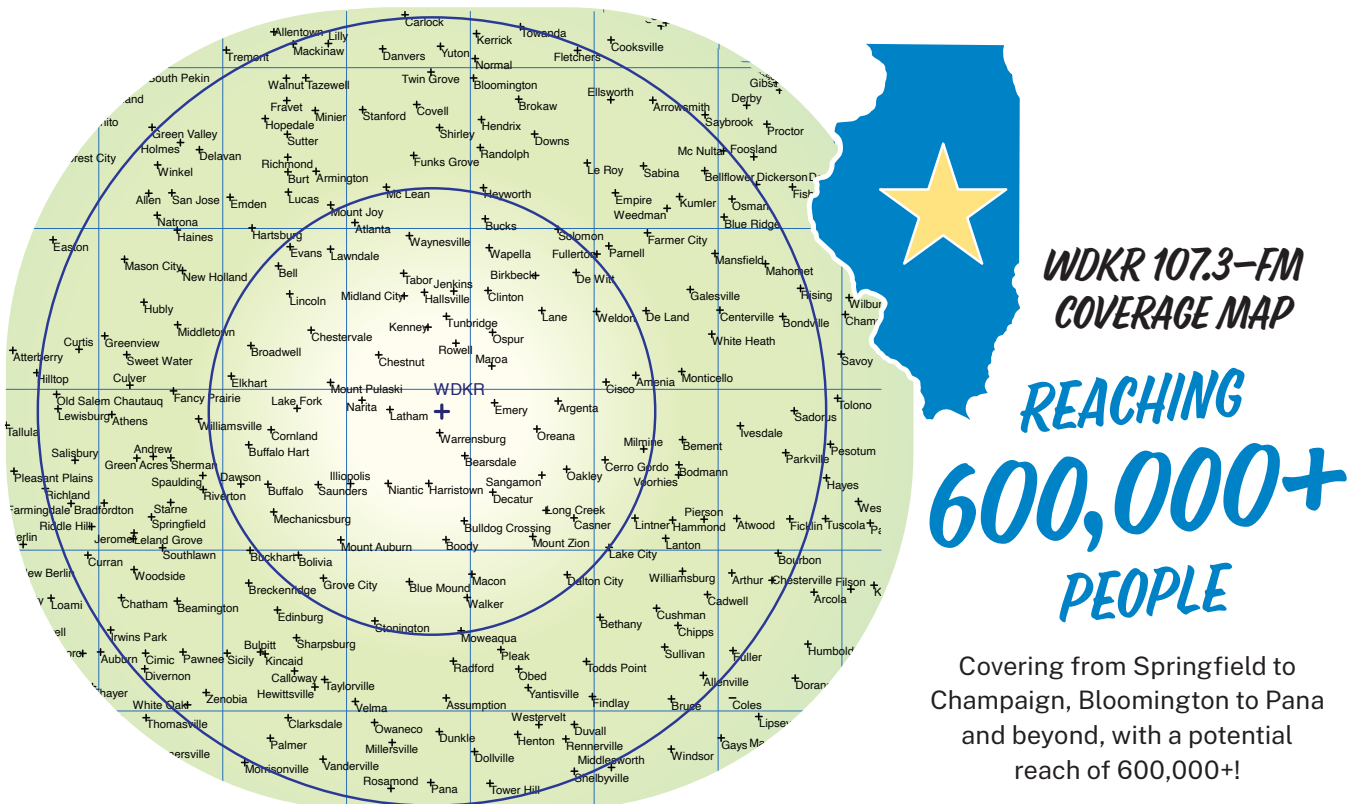 Carlock
Allentown
Lilly
Towanda
Kerrick
Mackinaw
Tremont
Danvers
Yuton
Cooksville
Fletchers
Normal
Twin Grove
South Pekin
Walnut
Tazewell
Bloomington
Ellsworth
Derby
Fravet
Minier
Stanford
Covell
Brokaw
Arrowsmith
Saybrook
Hopedale
Hendrix
Proctor
Green Valley
Sutter
Shirley
Downs
Holmes
Delavan
Mc Nulta
Foosland
Randolph
Richmond
Funks Grove
Winkel
Burt
Armington
Le Roy
Sabina
Bellflower
Dickerson
Allen
San Jose
Emden
Lucas
Mc Lean
Heyworth
Empire
Kumler
Osman
Mount Joy
Weedman
Natrona
Atlanta
Bucks
Blue Ridge
Haines
Hartsburg
Waynesville
Solomon
Farmer City
Easton
Evans
Lawndale
Wapella
Fullerton
Parnell
Mansfield
Mason City
New Holland
Bell
Tabor
Jenkins
Birkbeck
De Witt
Mahomet
Lincoln
Midland City
Hallsville
Clinton
Galesville
Rising
Hubly
Lane
Weldon
De Land
Centerville
Bondville
Middletown
Chestervale
Kenney
Tunbridge
Ospur
White Heath
Curtis
Greenview
Broadwell
Rowell
Atterberry
Sweet Water
Chestnut
Maroa
Savoy
Hilltop
Culver
Elkhart
Mount Pulaski
WDKR
Cisco
Amenia
Monticello
Old Salem Chautauq
Fancy Prairie
Lake Fork
Narita
Latham
Emery
Argenta
Tolono
Lewisburg
Athens
Williamsville
Sadorus
Tallula
Cornland
Warrensburg
Oreana
Milmine
Ivesdale
Salisbury
Andrew
Buffalo Hart
Bement
Parkville
Pesotum
Green Acres
Sherman
Bearsdale
Cerro Gordo
Bodmann
Pleasant Plains
Spaulding
Dawson
Illiopolis
Sangamon
Oakley
Voorhies
Hayes
Richland
Riverton
Buffalo
Saunders
Niantic
Harristown
Decatur
Farmingdale
Bradfordton
Starne
Mechanicsburg
Long Creek
Pierson
Riddle Hill
Springfield
Bulldog Crossing
Casner
Lintner
Hammond
Atwood
Ficklin
Tuscola
Jerome
Leland Grove
Mount Auburn
Boody
Mount Zion
Lanton
Southlawn
Buckhart
Bolivia
Lake City
Bourbon
Curran
Woodside
Breckenridge
Grove City
Blue Mound
Macon
Dalton City
Williamsburg
Arthur
Chesterville
Filson
Loami
Chatham
Beamington
Walker
Cadwell
Arcola
Edinburg
Cushman
Bethany
Chipps
Irwins Park
Stonington
Moweaqua
Bulpitt
Sharpsburg
Sullivan
Auburn
Cimic
Pawnee
Sicily
Kincaid
Pleak
Fuller
Divernon
Calloway
Radford
Obed
Todds Point
Allenville
Zenobia
Hewittsville
Taylorville
Yantisville
White Oak
Velma
Assumption
Findlay
Bruce
Coles
Thomasville
Clarksdale
Owaneco
Westervelt
Duvall
Palmer
Millersville
Dunkle
Henton
Rennerville
Gays
Vanderville
Dollville
Middlesworth
Windsor
Morrisonville
Shelbyville
Rosamond
Pana
Tower Hill
WDKR 107.3–FM
COVERAGE MAP
REACHING
600,000+
PEOPLE
Covering from Springfield to
Champaign, Bloomington to Pana
and beyond, with a potential
reach of 600,000+!